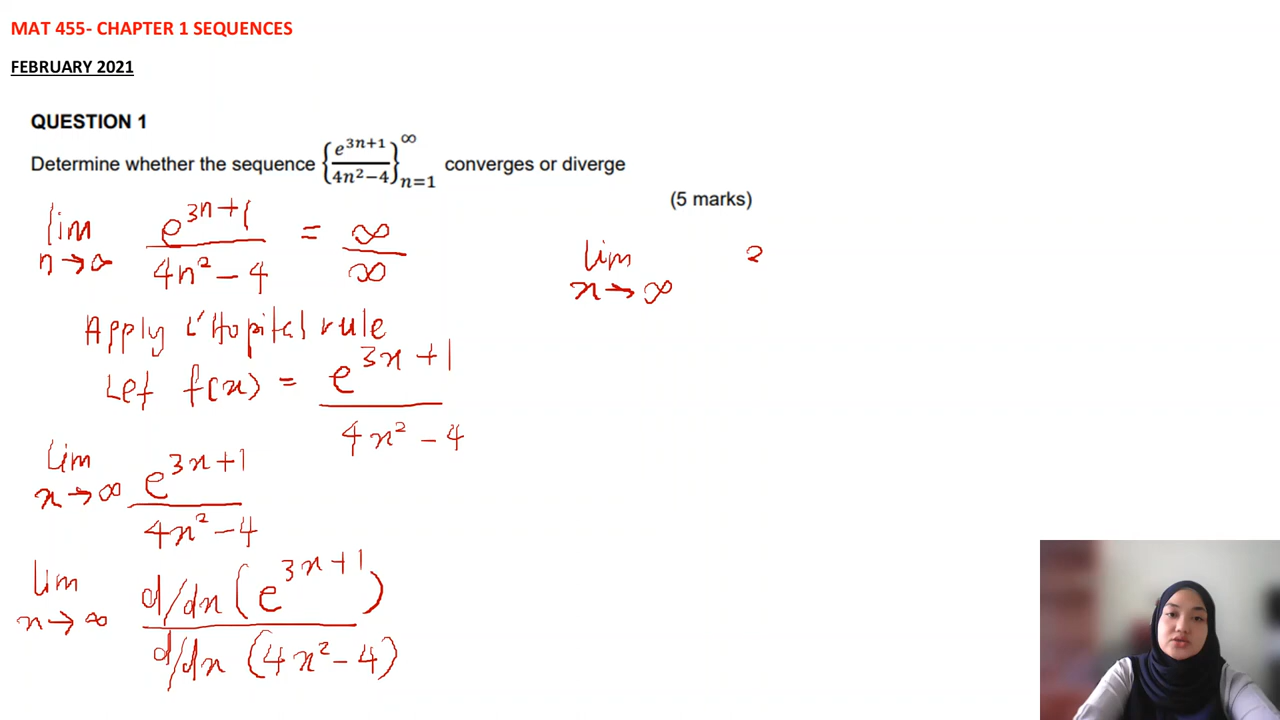 MAT 455- CHAPTER 1 SEQUENCES
FEBRUARY 2021
QUESTION 1
Determine whether the sequence {e^{3n+1}/(4n²−4)}_{n=1}^{∞} converges or diverge
(5 marks)
lim n→∞ e^{3n+1}/(4n²−4) = ∞/∞
Apply L'Hopital rule
Let f(x) = e^{3x+1}/(4x²−4)
lim x→∞ e^{3x+1}/(4x²−4)
lim x→∞ d/dx(e^{3x+1})/d/dx(4x²−4)
lim x→∞ 3